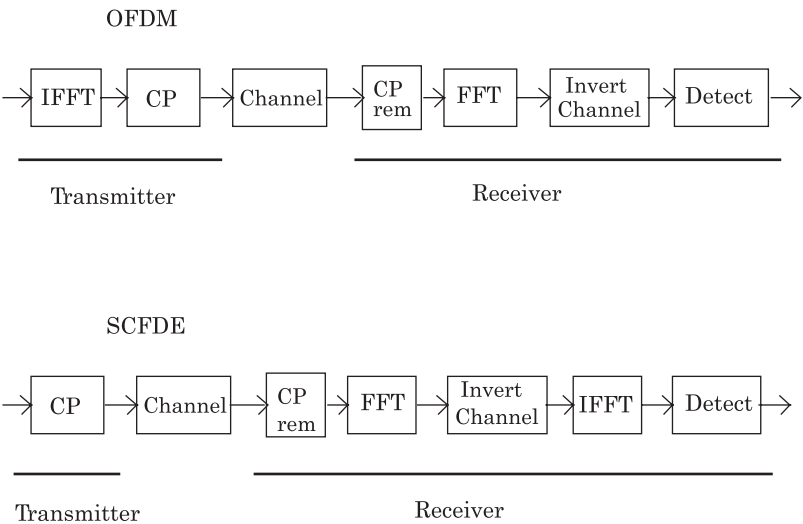 OFDM
IFFT
CP
Channel
CP
rem
FFT
Invert
Channel
Detect
Transmitter
Receiver
SCFDE
CP
Channel
CP
rem
FFT
Invert
Channel
IFFT
Detect
Transmitter
Receiver